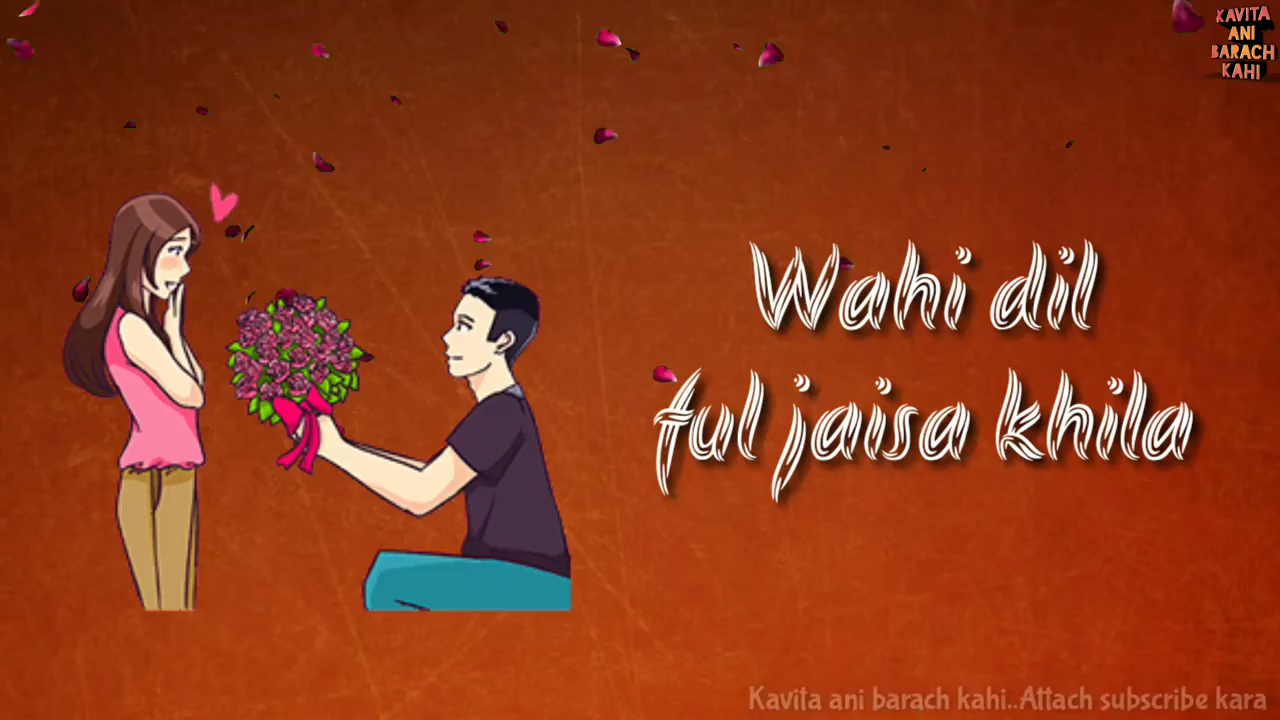 KAVITA
ANI
BARACH
KAHI
Wahi dil
ful jaisa khila
Kavita ani barach kahi..Attach subscribe kara